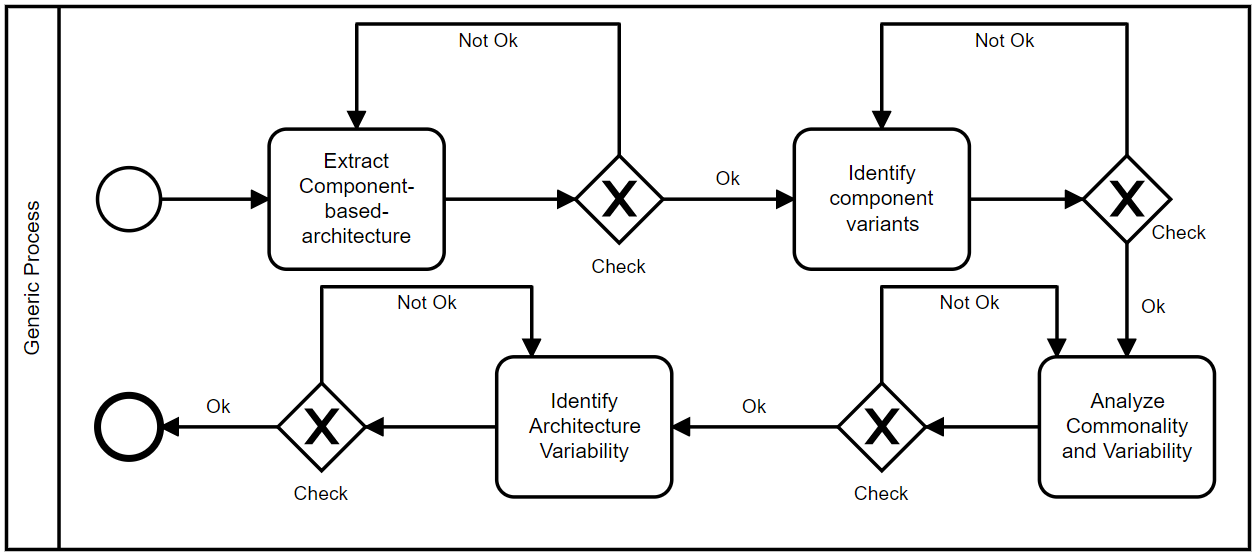 Generic Process
Not Ok
Not Ok
Extract
Component-
based-
architecture
X
Check
Ok
Identify
component
variants
X
Check
Ok
Not Ok
Not Ok
Analyze
Commonality
and Variability
X
Check
Ok
Identify
Architecture
Variability
X
Check
Ok